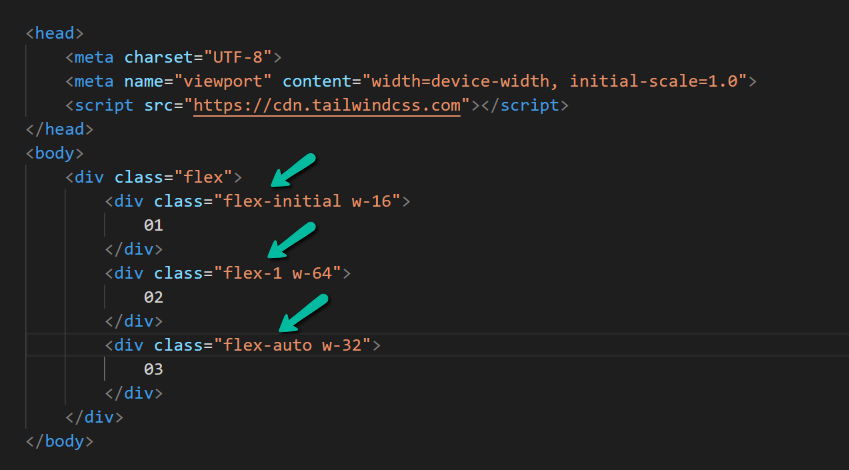 <head>
<meta charset="UTF-8">
<meta name="viewport" content="width=device-width, initial-scale=1.0">
<script src="https://cdn.tailwindcss.com"></script>
</head>
<body>
<div class="flex">
<div class="flex-initial w-16">
01
</div>
<div class="flex-1 w-64">
02
</div>
<div class="flex-auto w-32">
03
</div>
</div>
</body>